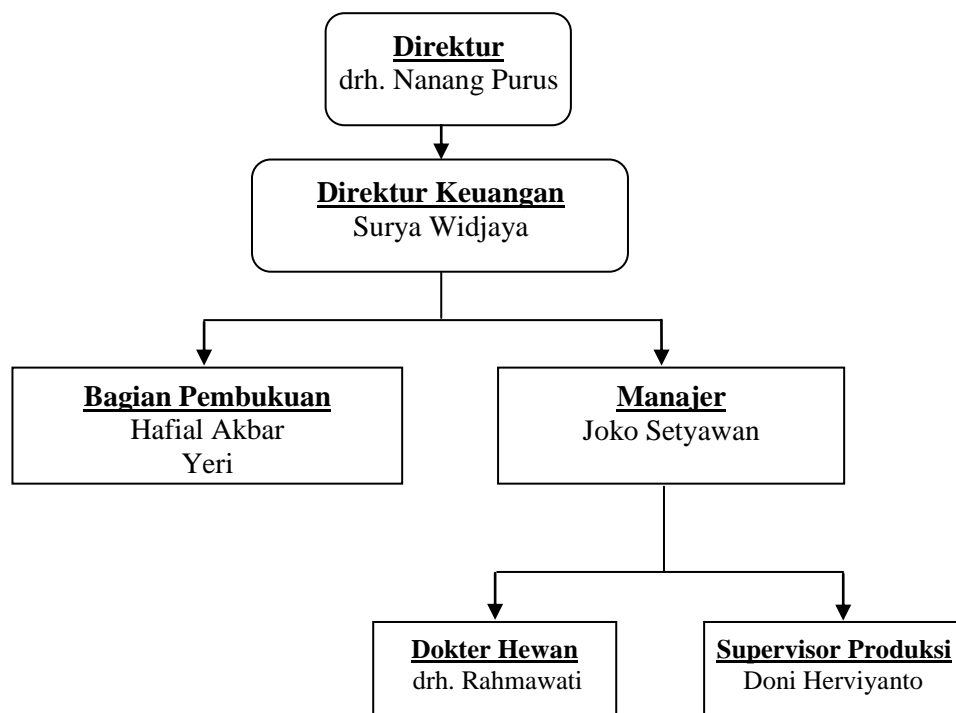 Direktur
drh. Nanang Purus
Direktur Keuangan
Surya Widjaya
Bagian Pembukuan
Hafial Akbar
Yeri
Manajer
Joko Setyawan
Dokter Hewan
drh. Rahmawati
Supervisor Produksi
Doni Herviyanto